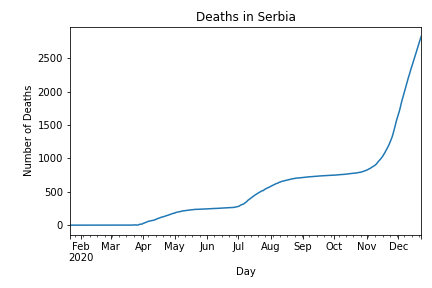 Deaths in Serbia
Number of Deaths
2500
2000
1500
1000
500
0
Feb Mar Apr May Jun Jul Aug Sep Oct Nov Dec
2020
Day